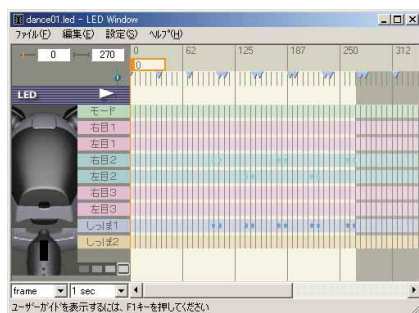 dance01.led - LED Window
ファイル(F) 編集(E) 設定(S) ヘルプ(H)
0 270 0 62 125 187 250 312
0
LED
モード
右目1
左目1
右目2
左目2
右目3
左目3
しっぽ1
しっぽ2
frame 1 sec
ユーザーガイドを表示するには、F1キーを押してください